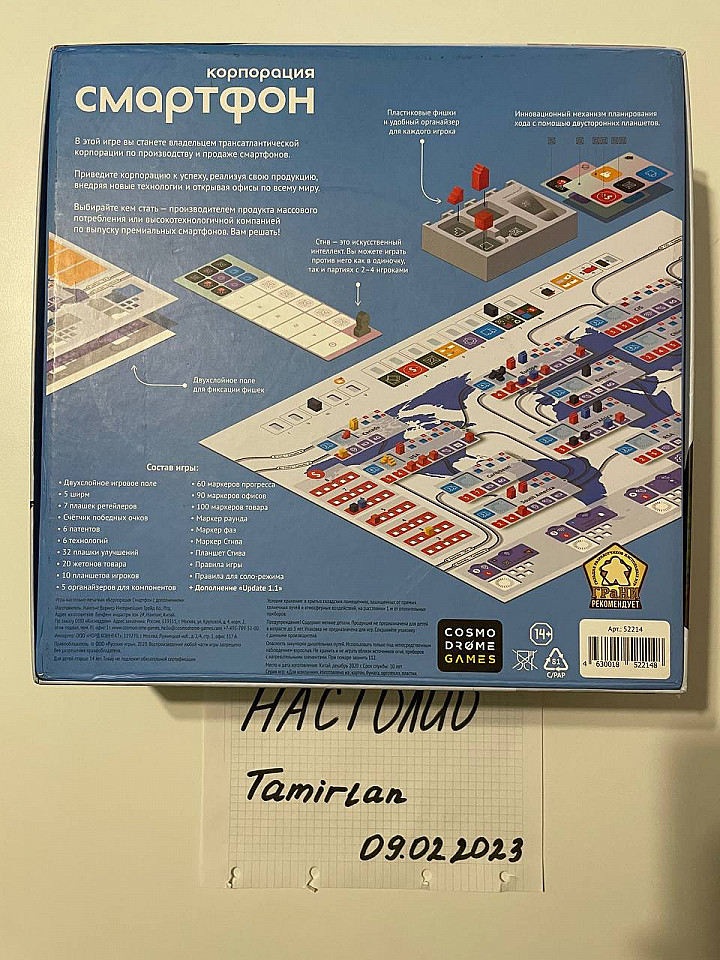 корпорация
смартфон
В этой игре вы станете владельцем трансатлантической
корпорации по производству и продаже смартфонов.
Приведите корпорацию к успеху, реализуя свою продукцию,
внедряя новые технологии и открывая офисы по всему миру.
Выбирайте кем стать — производителем продукта массового
потребления или высокотехнологичной компанией
по выпуску премиальных смартфонов. Вам решать!
Пластиковые фишки
и удобный органайзер
для каждого игрока
Инновационный механизм планирования
хода с помощью двусторонних планшетов.
Стив — это искусственный
интеллект. Вы можете играть
против него как в одиночку,
так и партиях с 2–4 игроками
Двухслойное поле
для фиксации фишек
Состав игры:
• Двухслойное игровое поле
• 5 ширм
• 7 плашек ретейлеров
• Счётчик победных очков
• 6 патентов
• 6 технологий
• 32 плашки улучшений
• 20 жетонов товара
• 10 планшетов игроков
• 5 органайзеров для компонентов
• 60 маркеров прогресса
• 90 маркеров офисов
• 100 маркеров товара
• Маркер раунда
• Маркер фаз
• Маркер Стива
• Планшет Стива
• Правила игры
• Правила для соло-режима
+ Дополнение «Update 1.1»
ГРАНИ
РЕКОМЕНДУЕТ
COSMO
DROME
GAMES
14+
81
C/PAP
Арт.: 52214
4 630018 522148
НАСТОЛИО
Tamirlan
09.02.2023